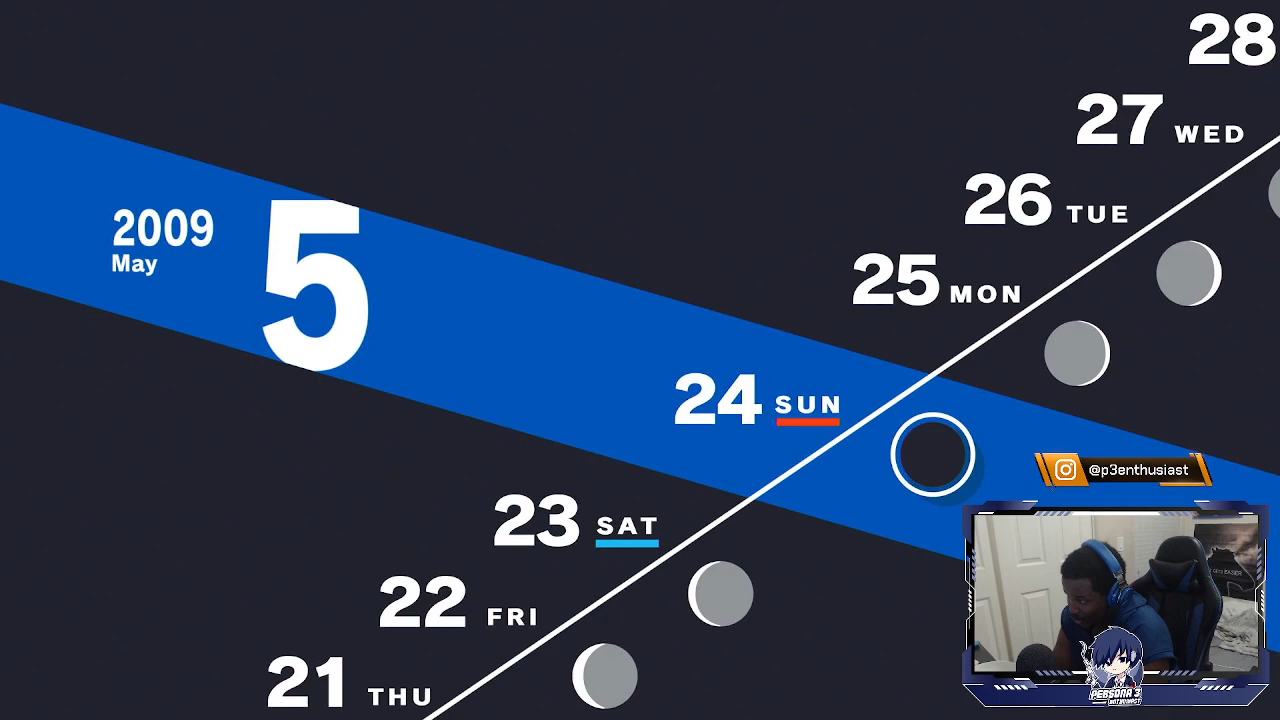 28
27 WED
26 TUE
2009
May
5
25 MON
24 SUN
23 SAT
22 FRI
21 THU
@p3enthusiast
PERSONA 3
ENTHUSIAST